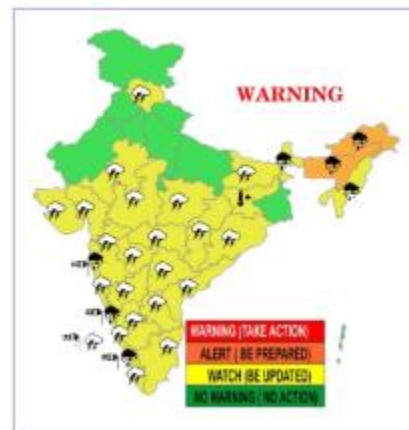 WARNING
WARNING (TAKE ACTION)
ALERT ( BE PREPARED)
WATCH (BE UPDATED)
NO WARNING ( NO ACTION)